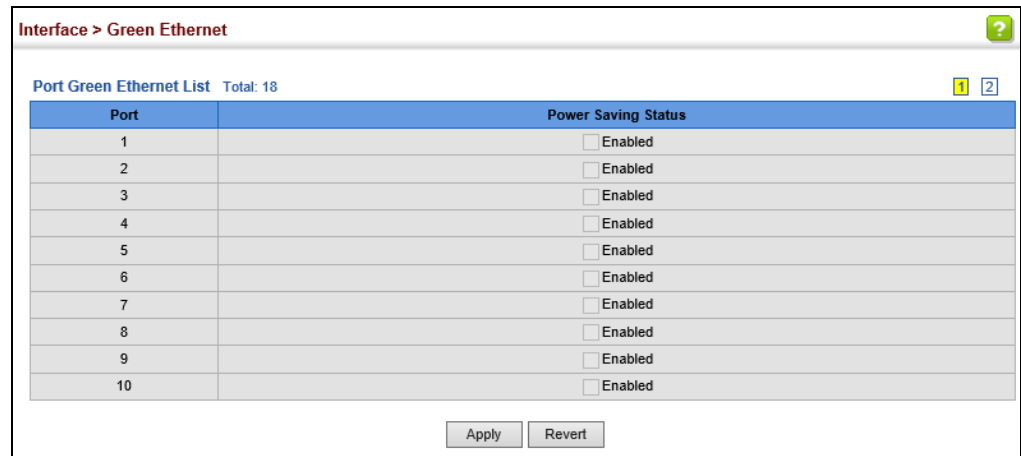 Interface > Green Ethernet ?
Port Green Ethernet List Total: 18 1 2
Port Power Saving Status
1 Enabled
2 Enabled
3 Enabled
4 Enabled
5 Enabled
6 Enabled
7 Enabled
8 Enabled
9 Enabled
10 Enabled
Apply Revert